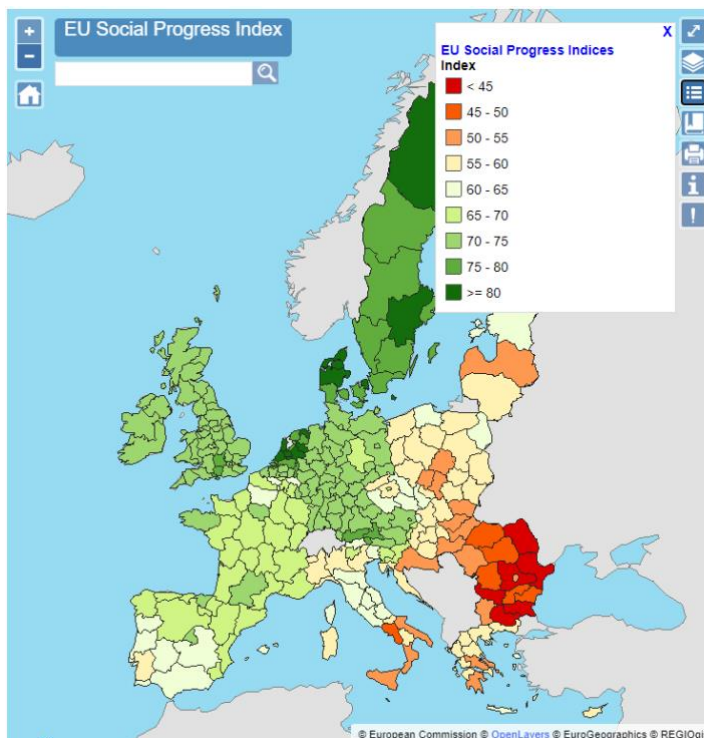 +
EU Social Progress Index
−
X
EU Social Progress Indices
Index
< 45
45 - 50
50 - 55
55 - 60
60 - 65
65 - 70
70 - 75
75 - 80
>= 80
i
!
© European Commission © OpenLayers © EuroGeographics © REGIOgi